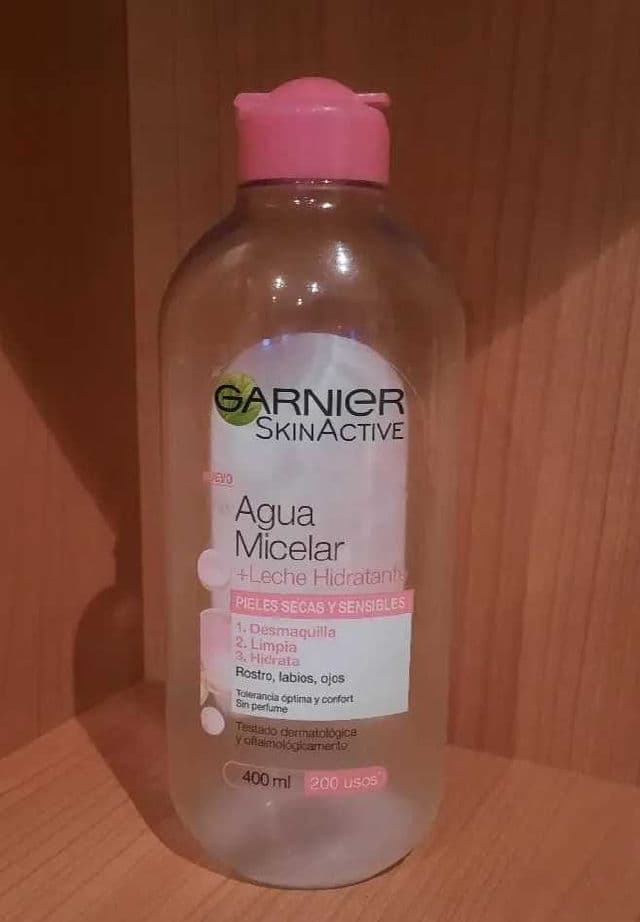 GARNIER
SKINACTIVE
NUEVO
Agua
Micelar
+Leche Hidratante
PIELES SECAS Y SENSIBLES
1. Desmaquilla
2. Limpia
3. Hidrata
Rostro, labios, ojos
Tolerancia óptima y confort
Sin perfume
Testado dermatológica
y oftalmológicamente
400 ml 200 usos*